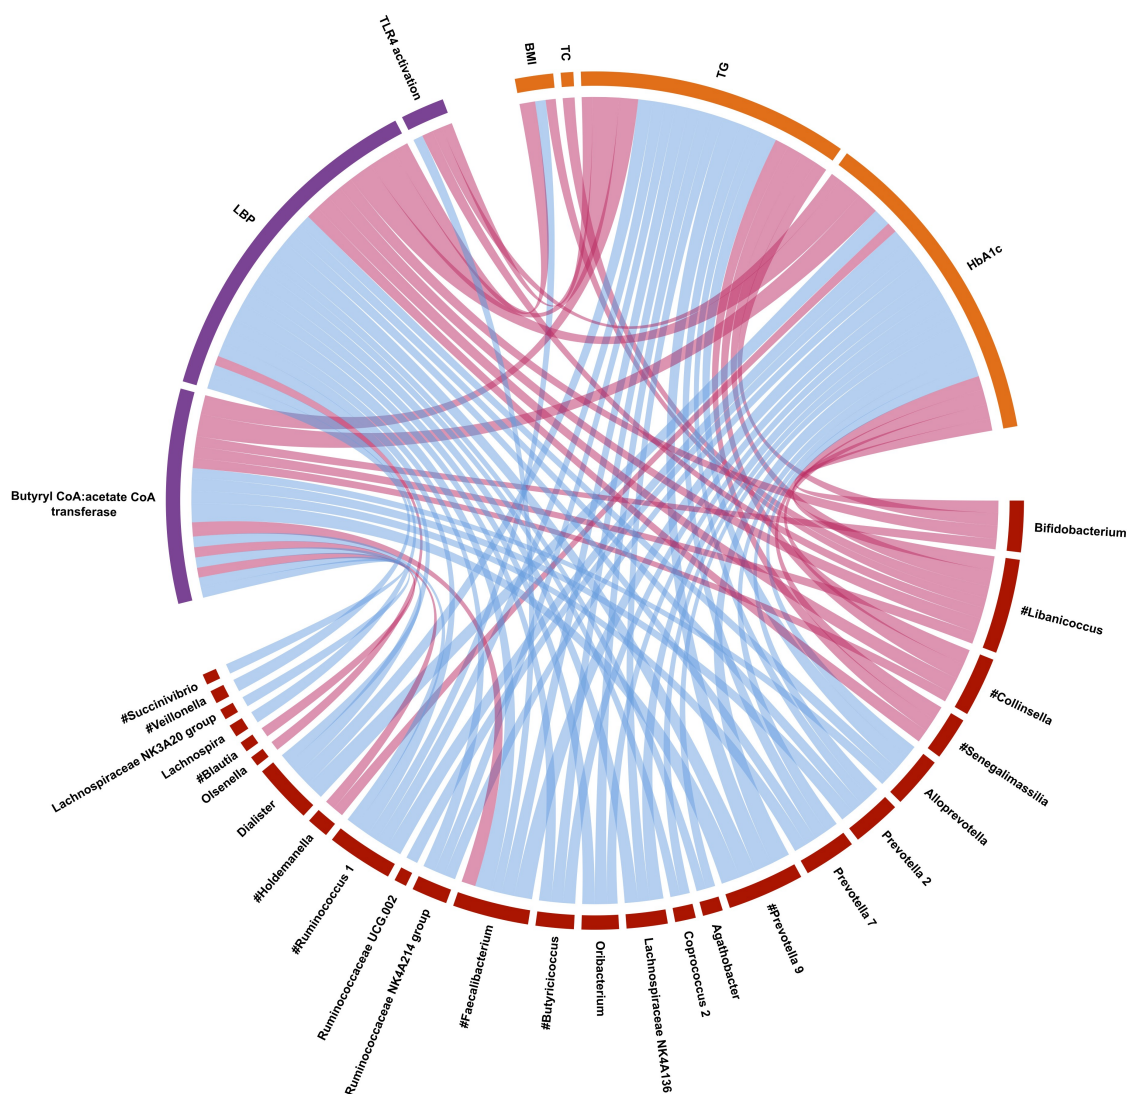 TLR4 activation
BMI
TC
TG
HbA1c
LBP
Butyryl CoA:acetate CoA
transferase
Bifidobacterium
#Libanicoccus
#Collinsella
#Senegalimassilia
Alloprevotella
Prevotella 2
Prevotella 7
#Prevotella 9
Agathobacter
Coprococcus 2
Lachnospiraceae NK4A136
Oribacterium
#Butyricicoccus
#Faecalibacterium
Ruminococcaceae NK4A214 group
Ruminococcaceae UCG.002
#Ruminococcus 1
#Holdemanella
Dialister
Olsenella
#Blautia
Lachnospira
Lachnospiraceae NK3A20 group
#Veillonella
#Succinivibrio